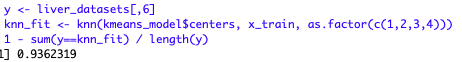 y <- liver_datasets[,6]
knn_fit <- knn(kmeans_model$centers, x_train, as.factor(c(1,2,3,4)))
1 - sum(y==knn_fit) / length(y)
] 0.9362319